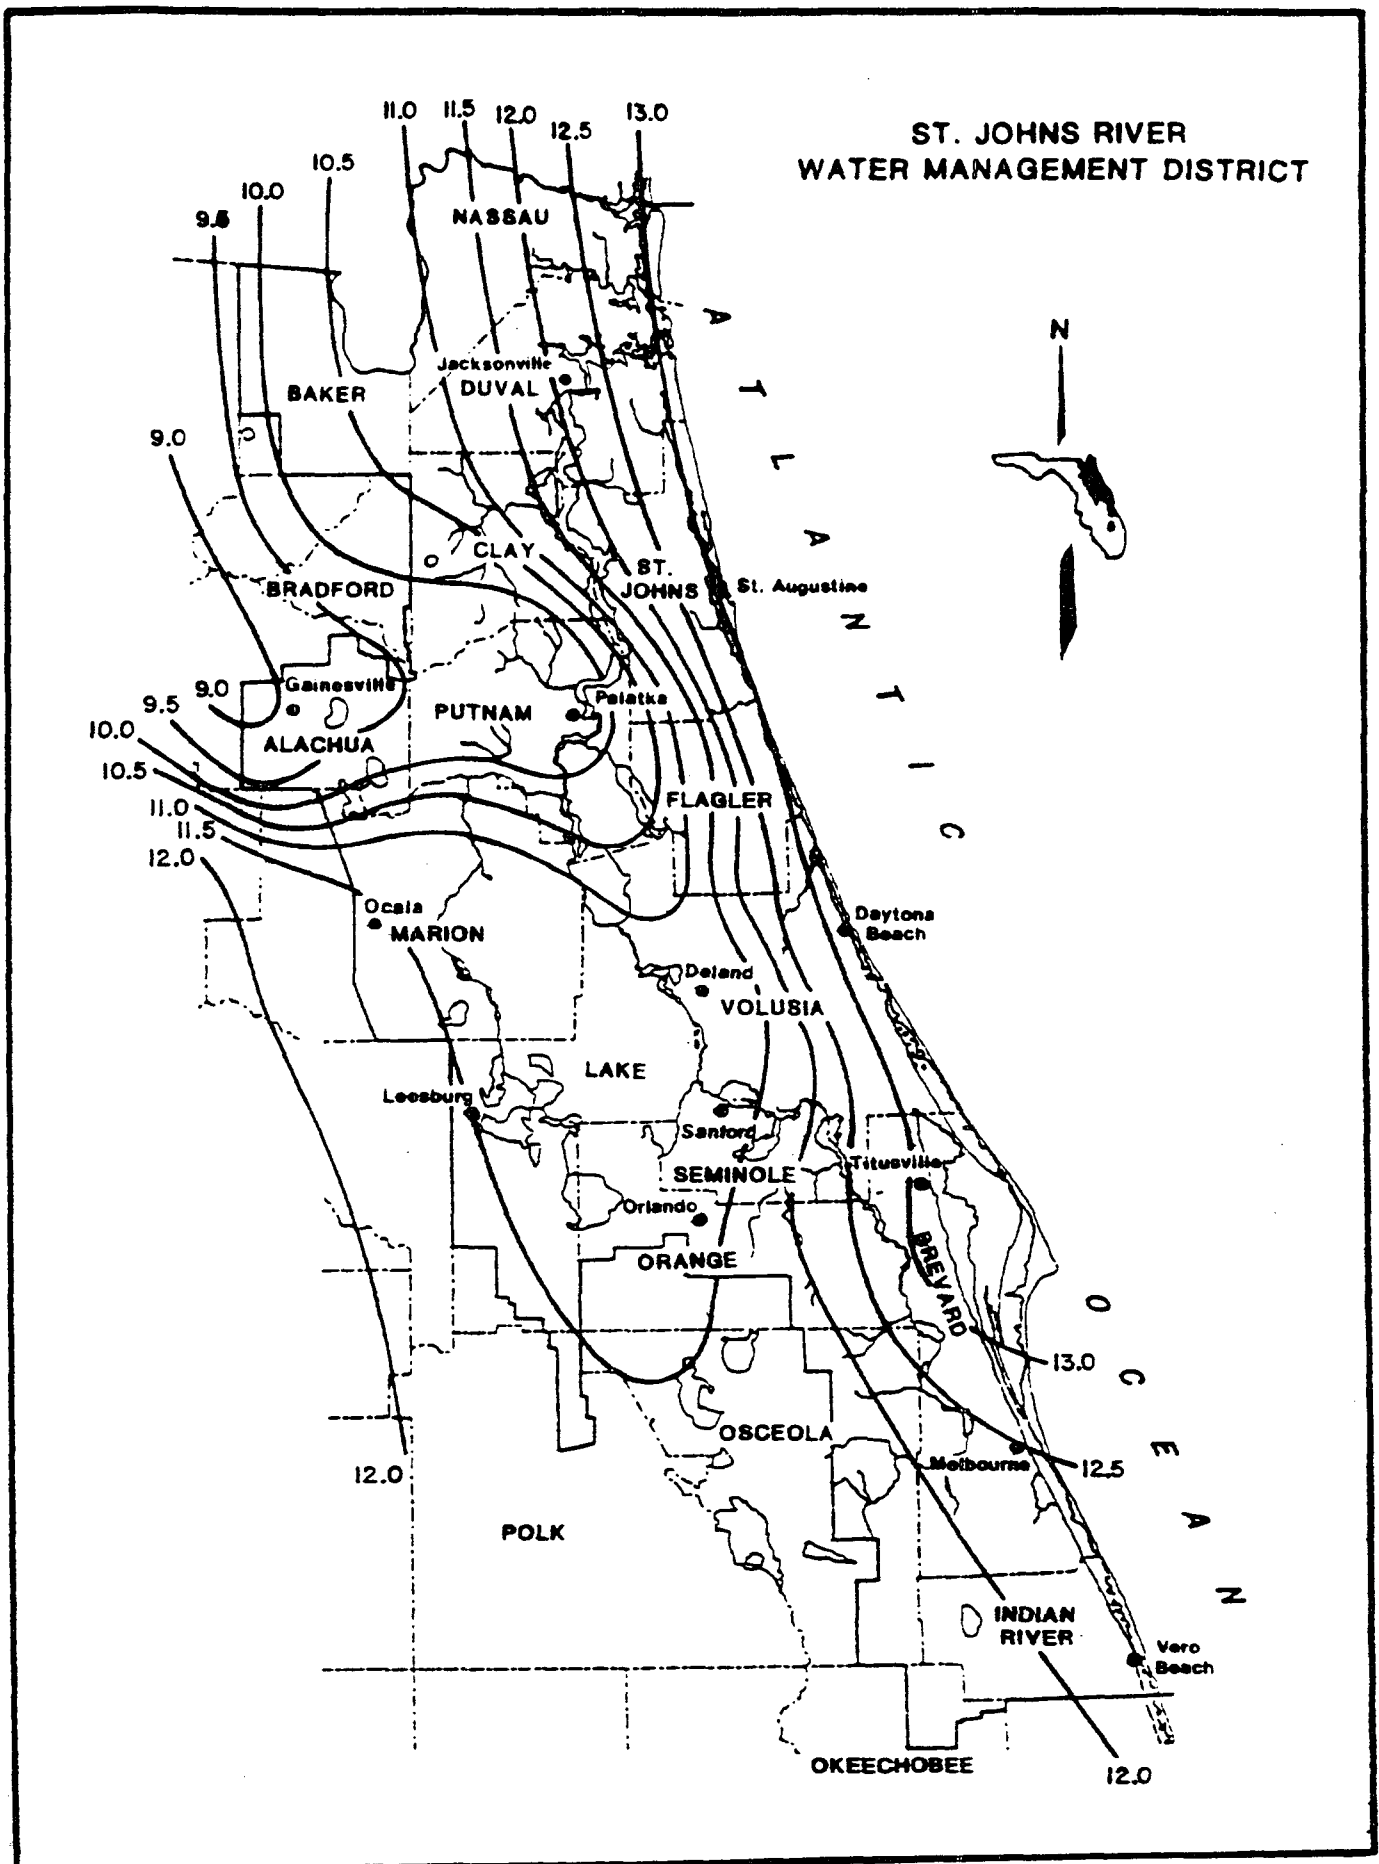 ST. JOHNS RIVER
WATER MANAGEMENT DISTRICT
11.0
11.5
12.0
12.5
13.0
10.5
10.0
9.5
NASSAU
A
T
L
A
N
T
I
C
N
Jacksonville
DUVAL
BAKER
9.0
CLAY
ST.
JOHNS
St. Augustine
BRADFORD
Gainesville
9.0
9.5
10.0
10.5
11.0
11.5
12.0
Palatka
PUTNAM
ALACHUA
FLAGLER
Ocala
MARION
Daytona
Beach
Deland
VOLUSIA
LAKE
Leesburg
Sanford
SEMINOLE
Titusville
Orlando
ORANGE
BREVARD
O
C
E
A
N
13.0
OSCEOLA
Melbourne
12.5
12.0
POLK
INDIAN
RIVER
Vero
Beach
OKEECHOBEE
12.0